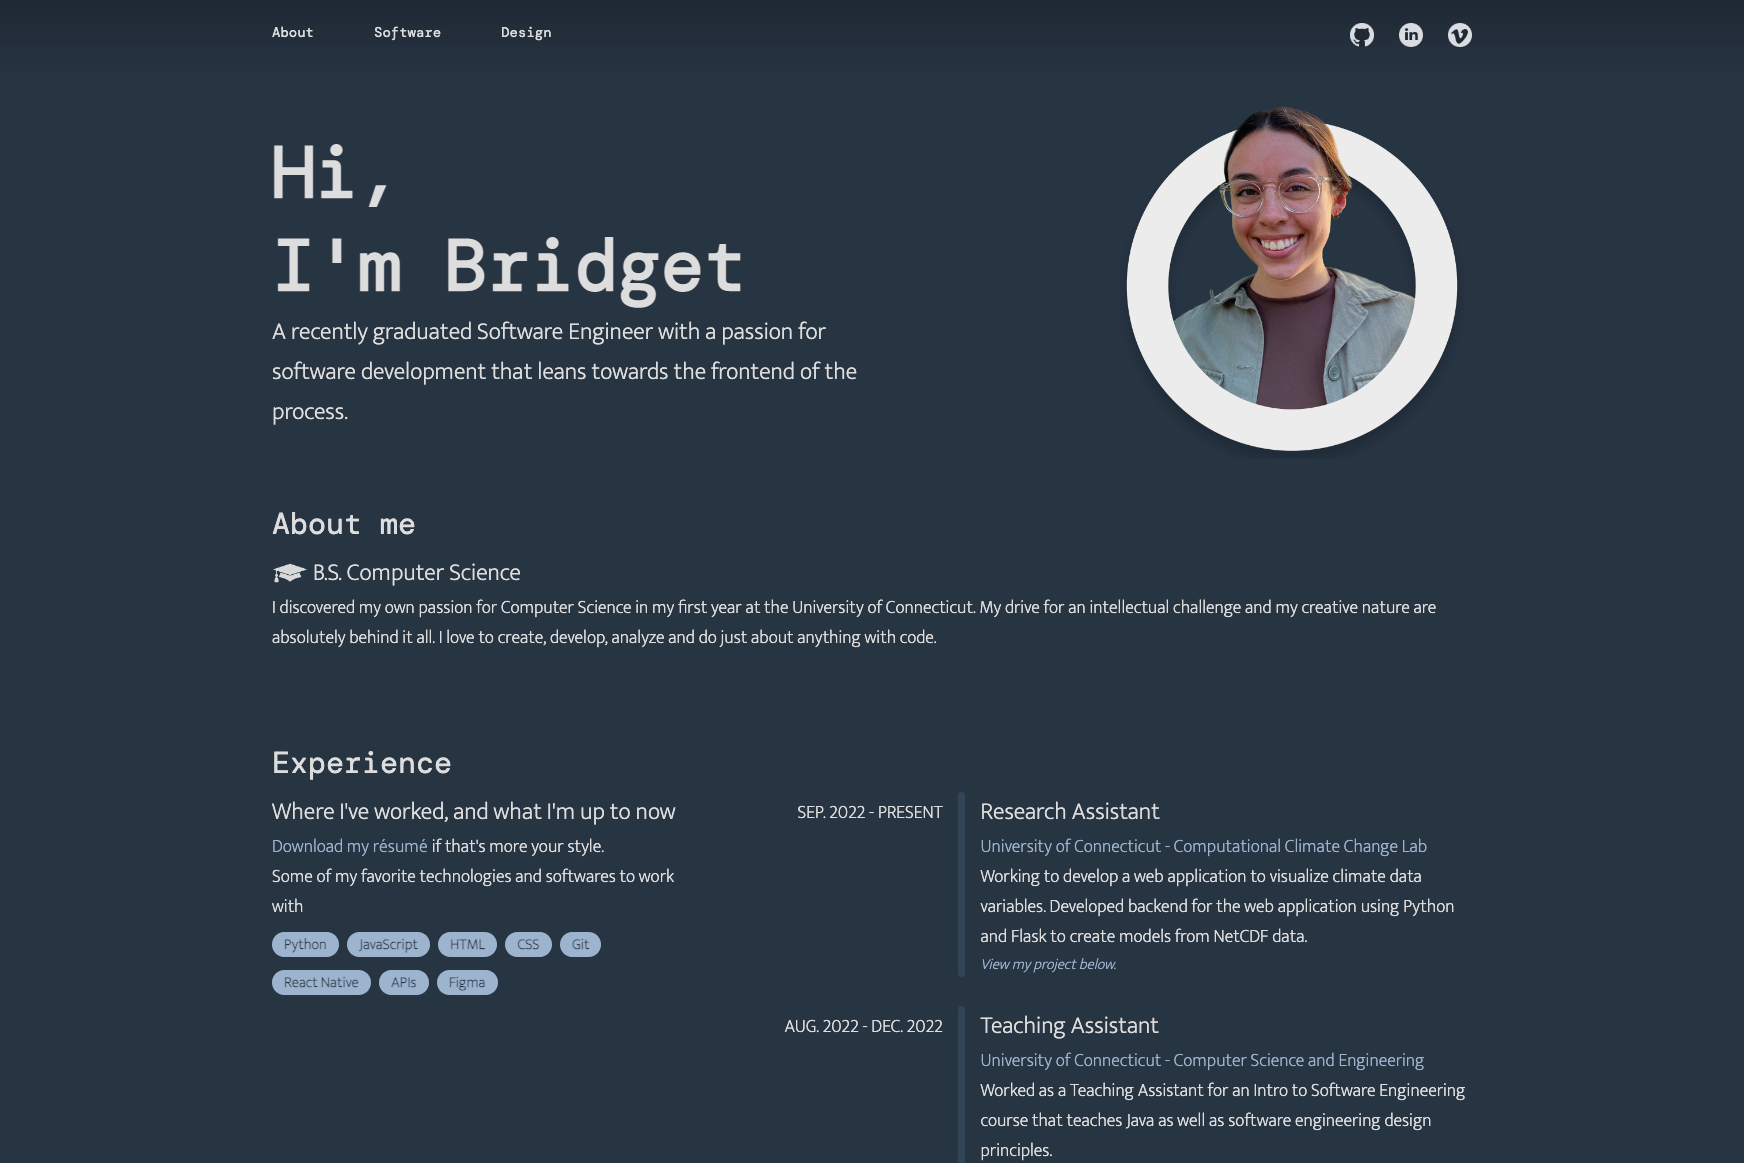 About
Software
Design
Hi,
I'm Bridget
A recently graduated Software Engineer with a passion for
software development that leans towards the frontend of the
process.
About me
B.S. Computer Science
I discovered my own passion for Computer Science in my first year at the University of Connecticut. My drive for an intellectual challenge and my creative nature are
absolutely behind it all. I love to create, develop, analyze and do just about anything with code.
Experience
Where I've worked, and what I'm up to now
Download my résumé if that's more your style.
Some of my favorite technologies and softwares to work
with
Python
JavaScript
HTML
CSS
Git
React Native
APIs
Figma
SEP. 2022 - PRESENT
Research Assistant
University of Connecticut - Computational Climate Change Lab
Working to develop a web application to visualize climate data
variables. Developed backend for the web application using Python
and Flask to create models from NetCDF data.
View my project below.
AUG. 2022 - DEC. 2022
Teaching Assistant
University of Connecticut - Computer Science and Engineering
Worked as a Teaching Assistant for an Intro to Software Engineering
course that teaches Java as well as software engineering design
principles.